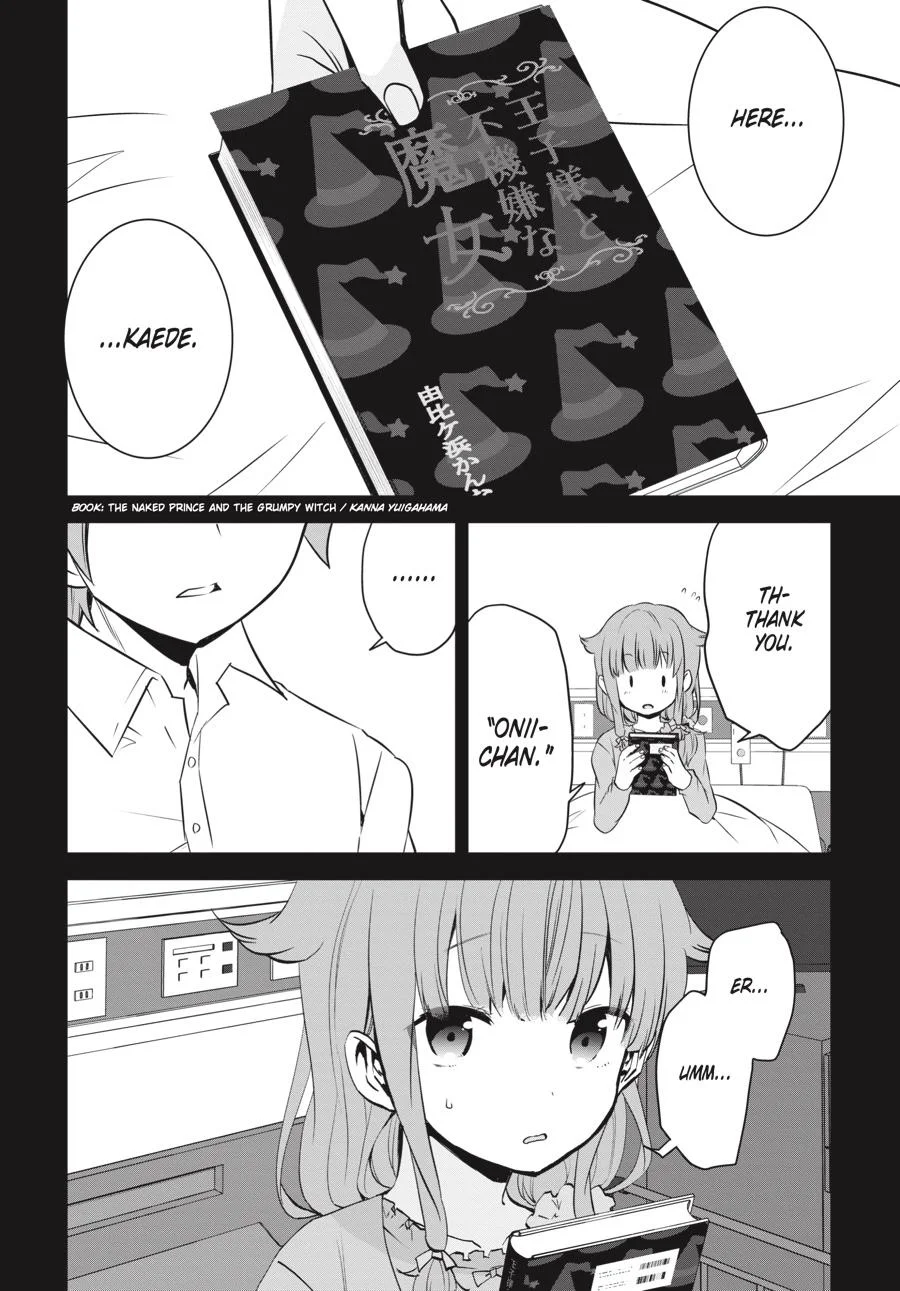 HERE...
王子様と
不機嫌な
魔女
由比ケ浜かん
...KAEDE.
BOOK: THE NAKED PRINCE AND THE GRUMPY WITCH / KANNA YUIGAHAMA
TH-
THANK
YOU.
"ONII-
CHAN."
......
ER...
UMM...